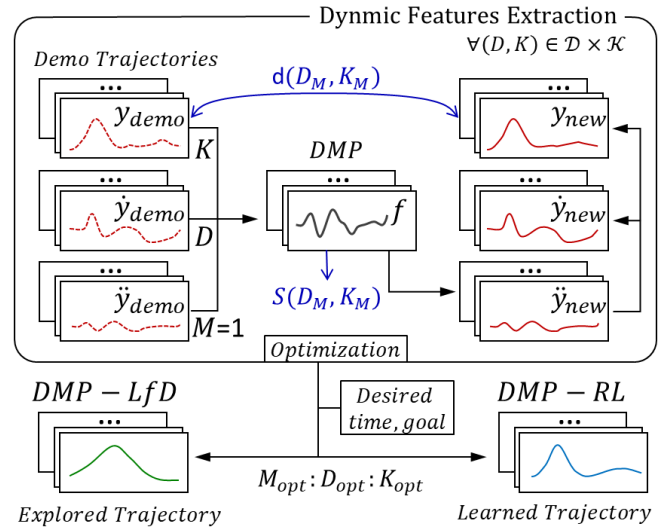 Dynmic Features Extraction
∀(D, K) ∈ 𝒟 × 𝒦
Demo Trajectories
d(D_M, K_M)
...
y_demo
K
...
y_new
DMP
...
ẏ_demo
D
...
f
...
ẏ_new
...
ÿ_demo
M=1
S(D_M, K_M)
...
ÿ_new
Optimization
DMP − LfD
...
Desired
time, goal
DMP − RL
...
M_opt : D_opt : K_opt
Explored Trajectory
Learned Trajectory